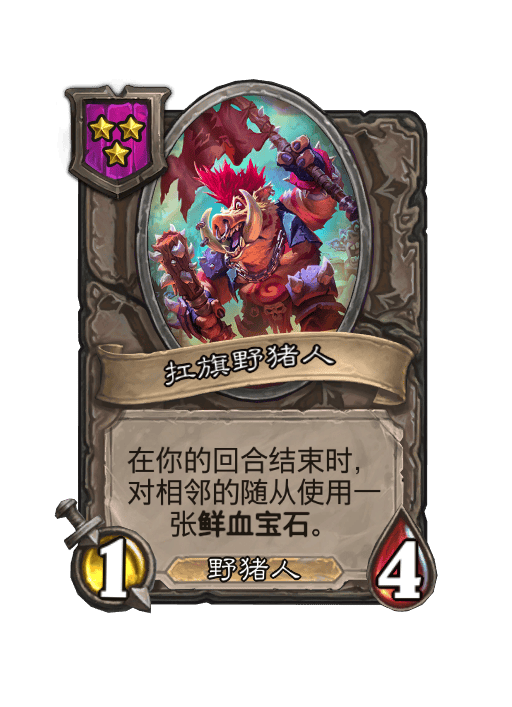 扛旗野猪人
在你的回合结束时，
对相邻的随从使用一
张鲜血宝石。
1
野猪人
4